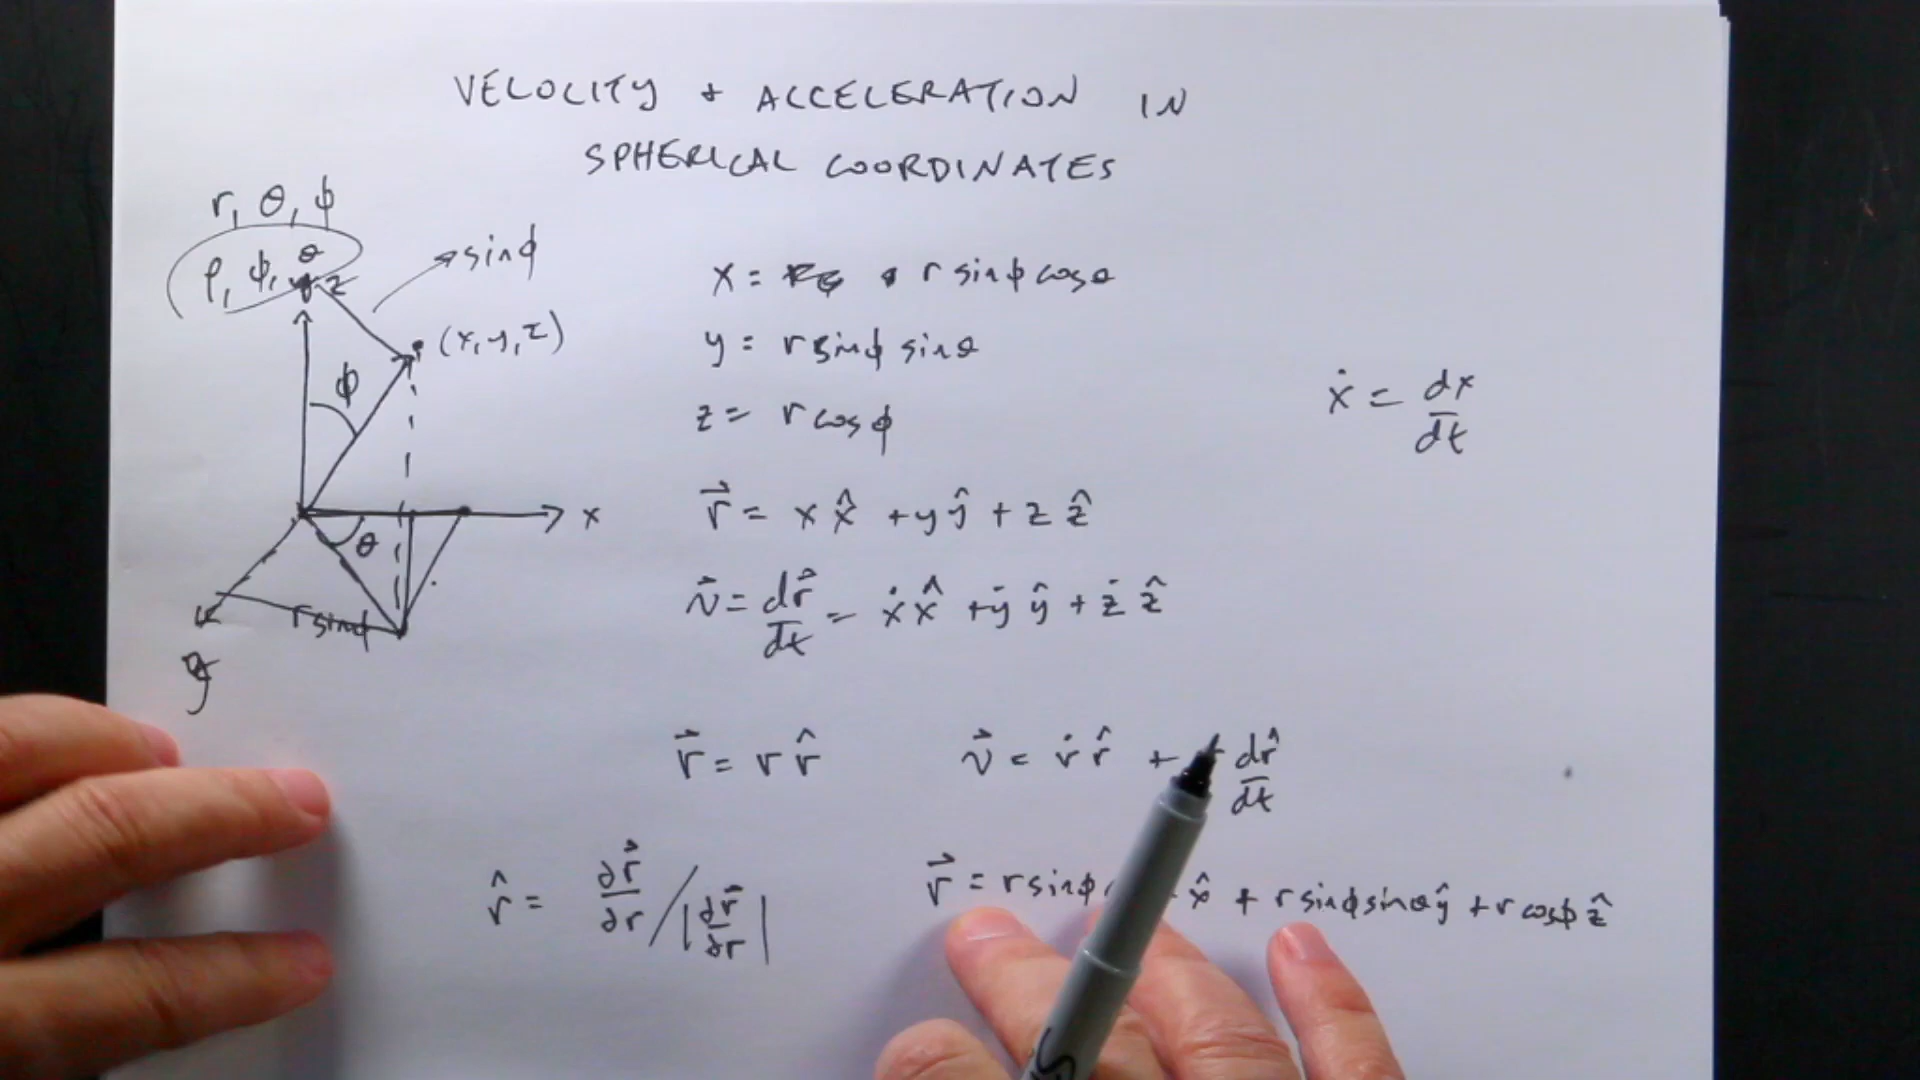 VELOCITY + ACCELERATION IN
SPHERICAL COORDINATES
r, θ, φ
ρ, φ, θ
z
sinφ
(x, y, z)
φ
x
θ
r sinφ
y
x = r sinφ cosθ
y = r sinφ sinθ
z = r cosφ
ẋ = dx/dt
r⃗ = x x̂ + y ŷ + z ẑ
v⃗ = dr⃗/dt = ẋ x̂ + ẏ ŷ + ż ẑ
r⃗ = r r̂
v⃗ = ṙ r̂ + dr̂/dt
r̂ = ∂r⃗/∂r / |∂r⃗/∂r|
r⃗ = r sinφ x̂ + r sinφ sinθ ŷ + r cosφ ẑ